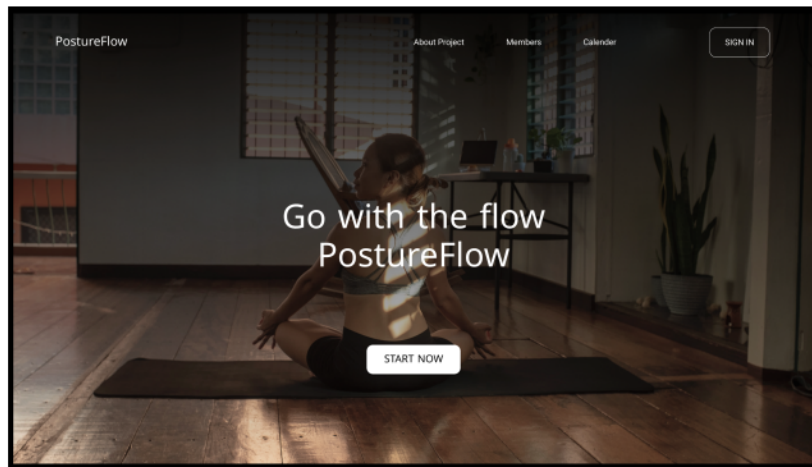 PostureFlow
About Project
Members
Calender
SIGN IN
Go with the flow
PostureFlow
START NOW